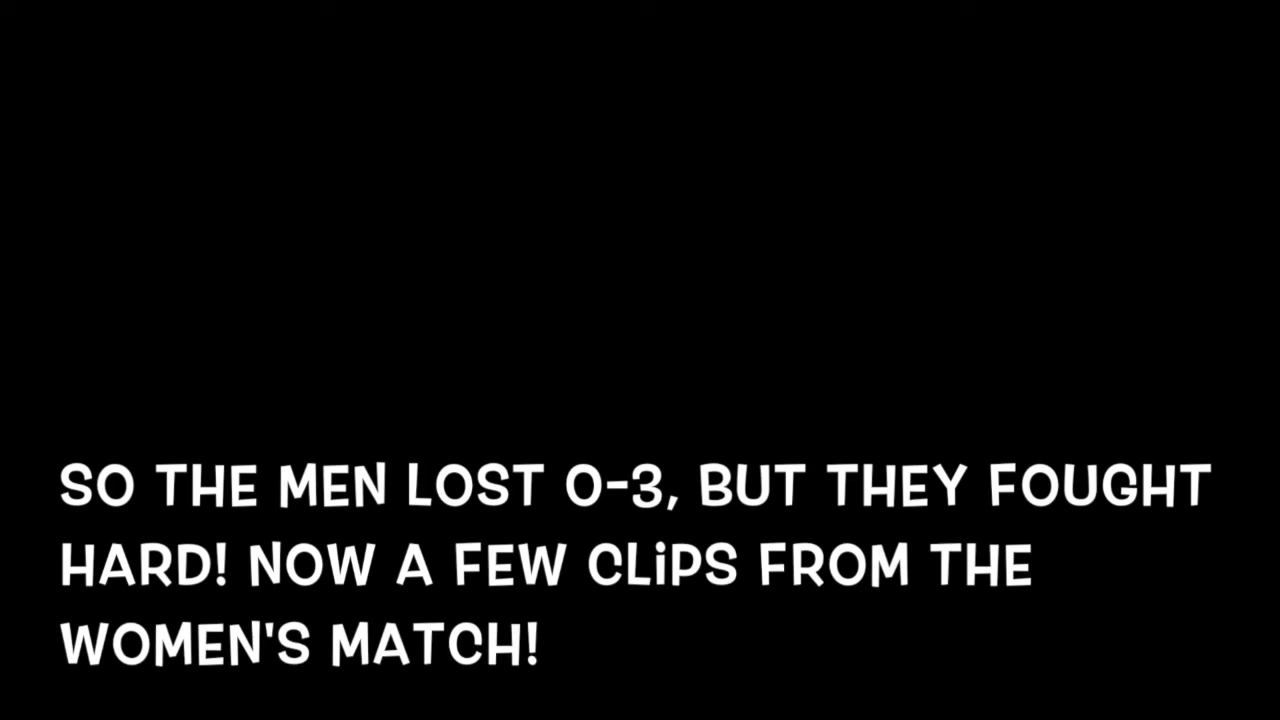 SO THE MEN LOST 0-3, BUT THEY FOUGHT
HARD! NOW A FEW CLiPS FROM THE
WOMEN'S MATCH!